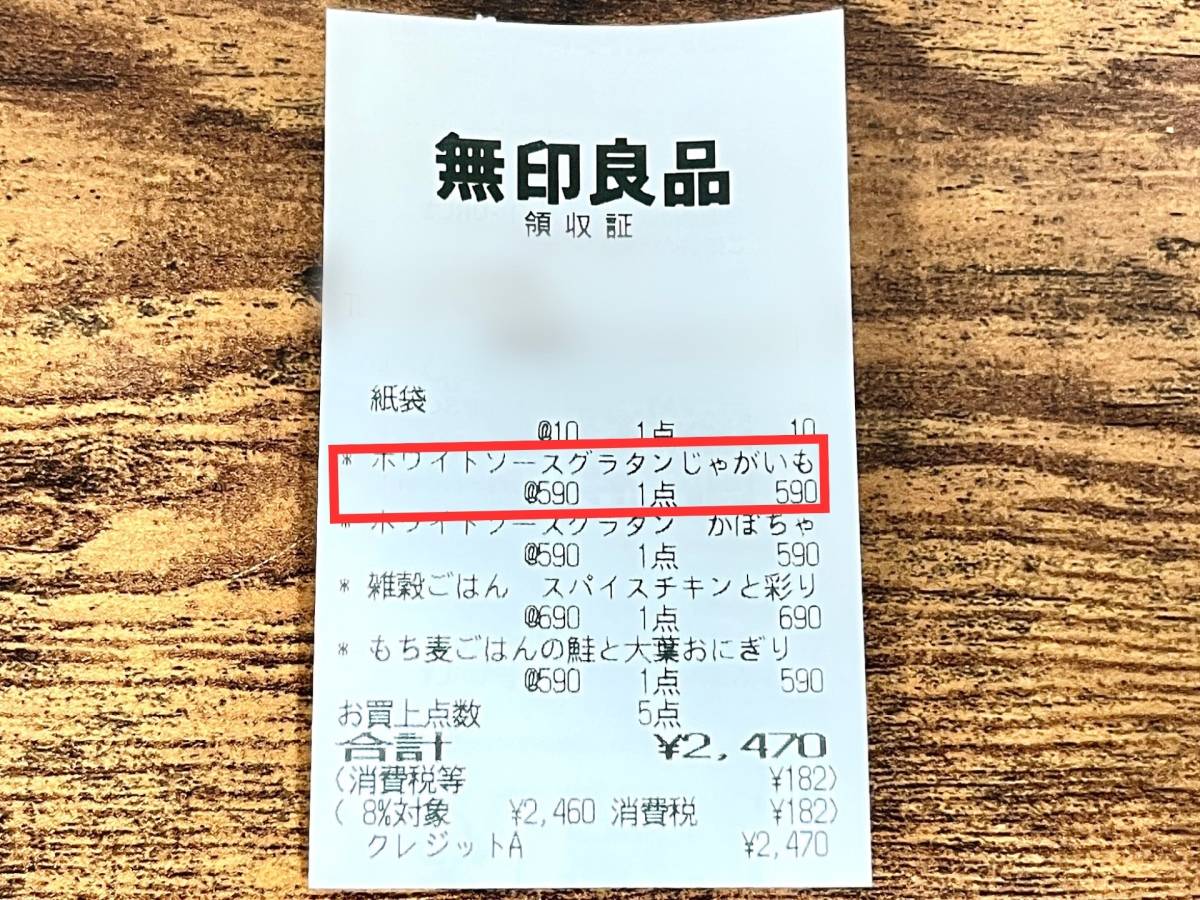 無印良品
領収証
紙袋
@10 1点 10
* ホワイトソースグラタンじゃがいも
@590 1点 590
* ホワイトソースグラタン かぼちゃ
@590 1点 590
* 雑穀ごはん スパイスチキンと彩り
@690 1点 690
* もち麦ごはんの鮭と大葉おにぎり
@590 1点 590
お買上点数 5点
合計 ¥2,470
(消費税等 ¥182)
( 8%対象 ¥2,460 消費税 ¥182)
クレジットA ¥2,470